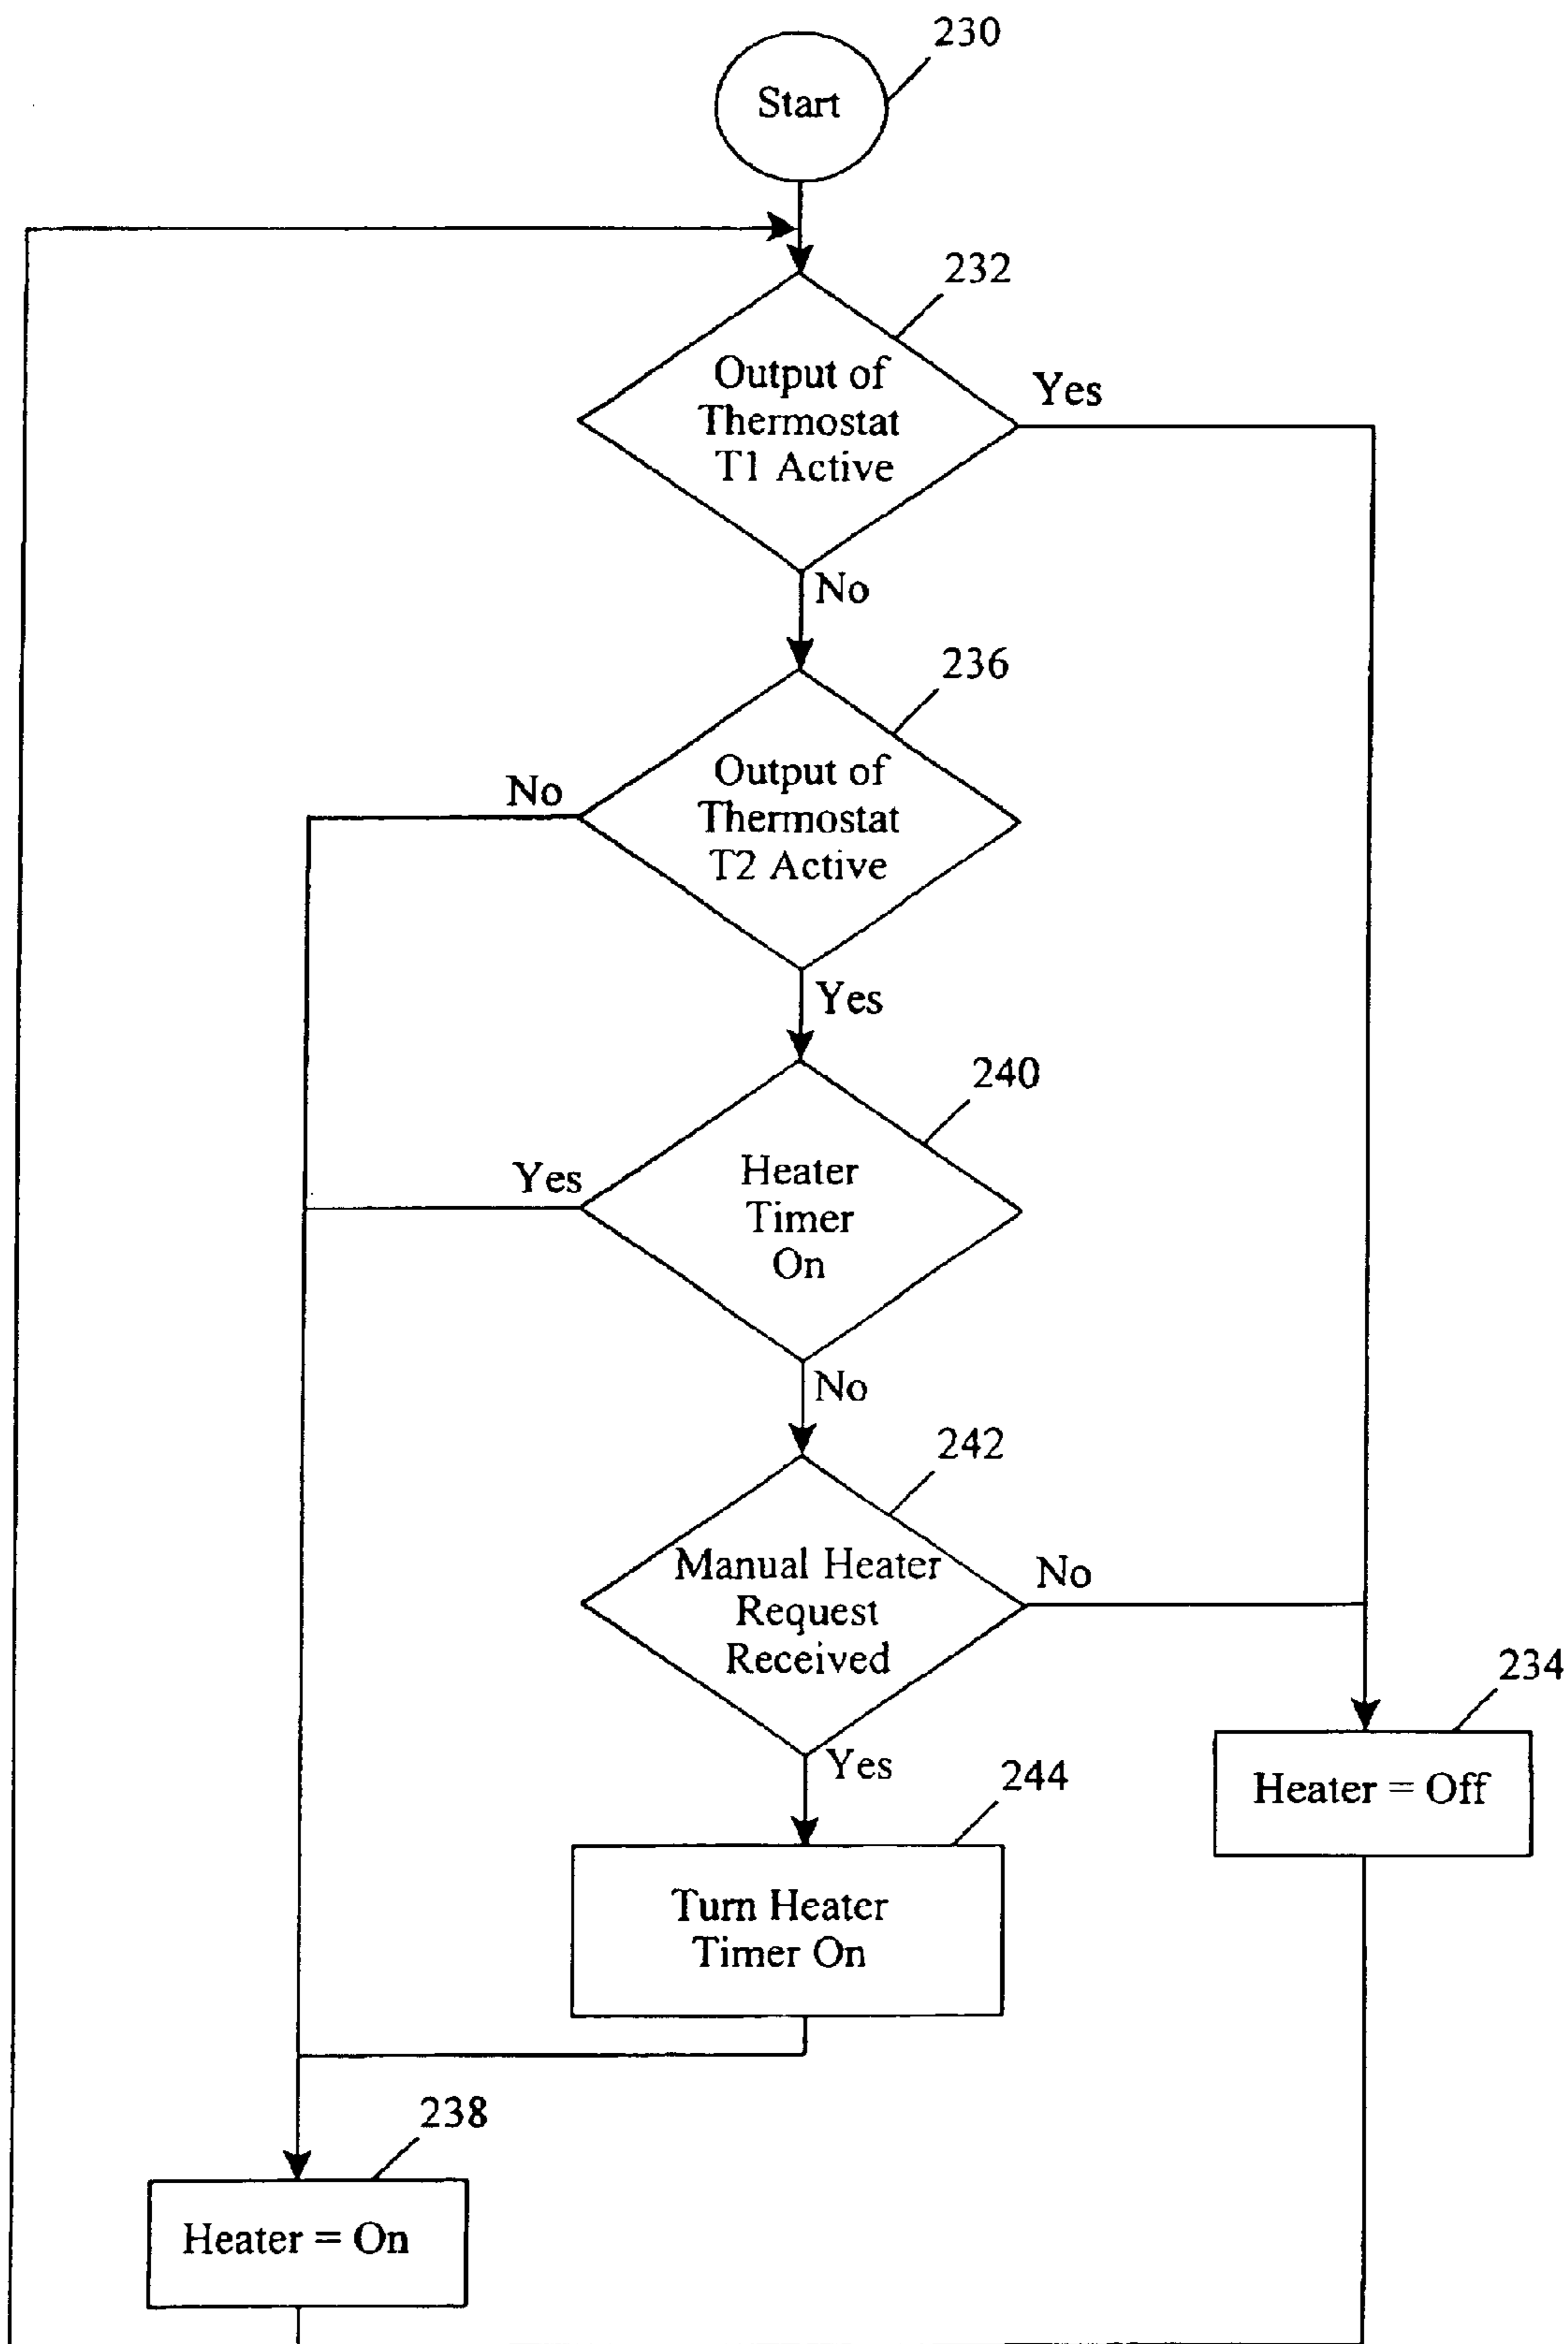 230
Start
232
Output of
Thermostat
T1 Active
Yes
No
236
Output of
Thermostat
T2 Active
No
Yes
240
Heater
Timer
On
Yes
No
242
Manual Heater
Request
Received
No
Yes
234
Heater = Off
244
Turn Heater
Timer On
238
Heater = On